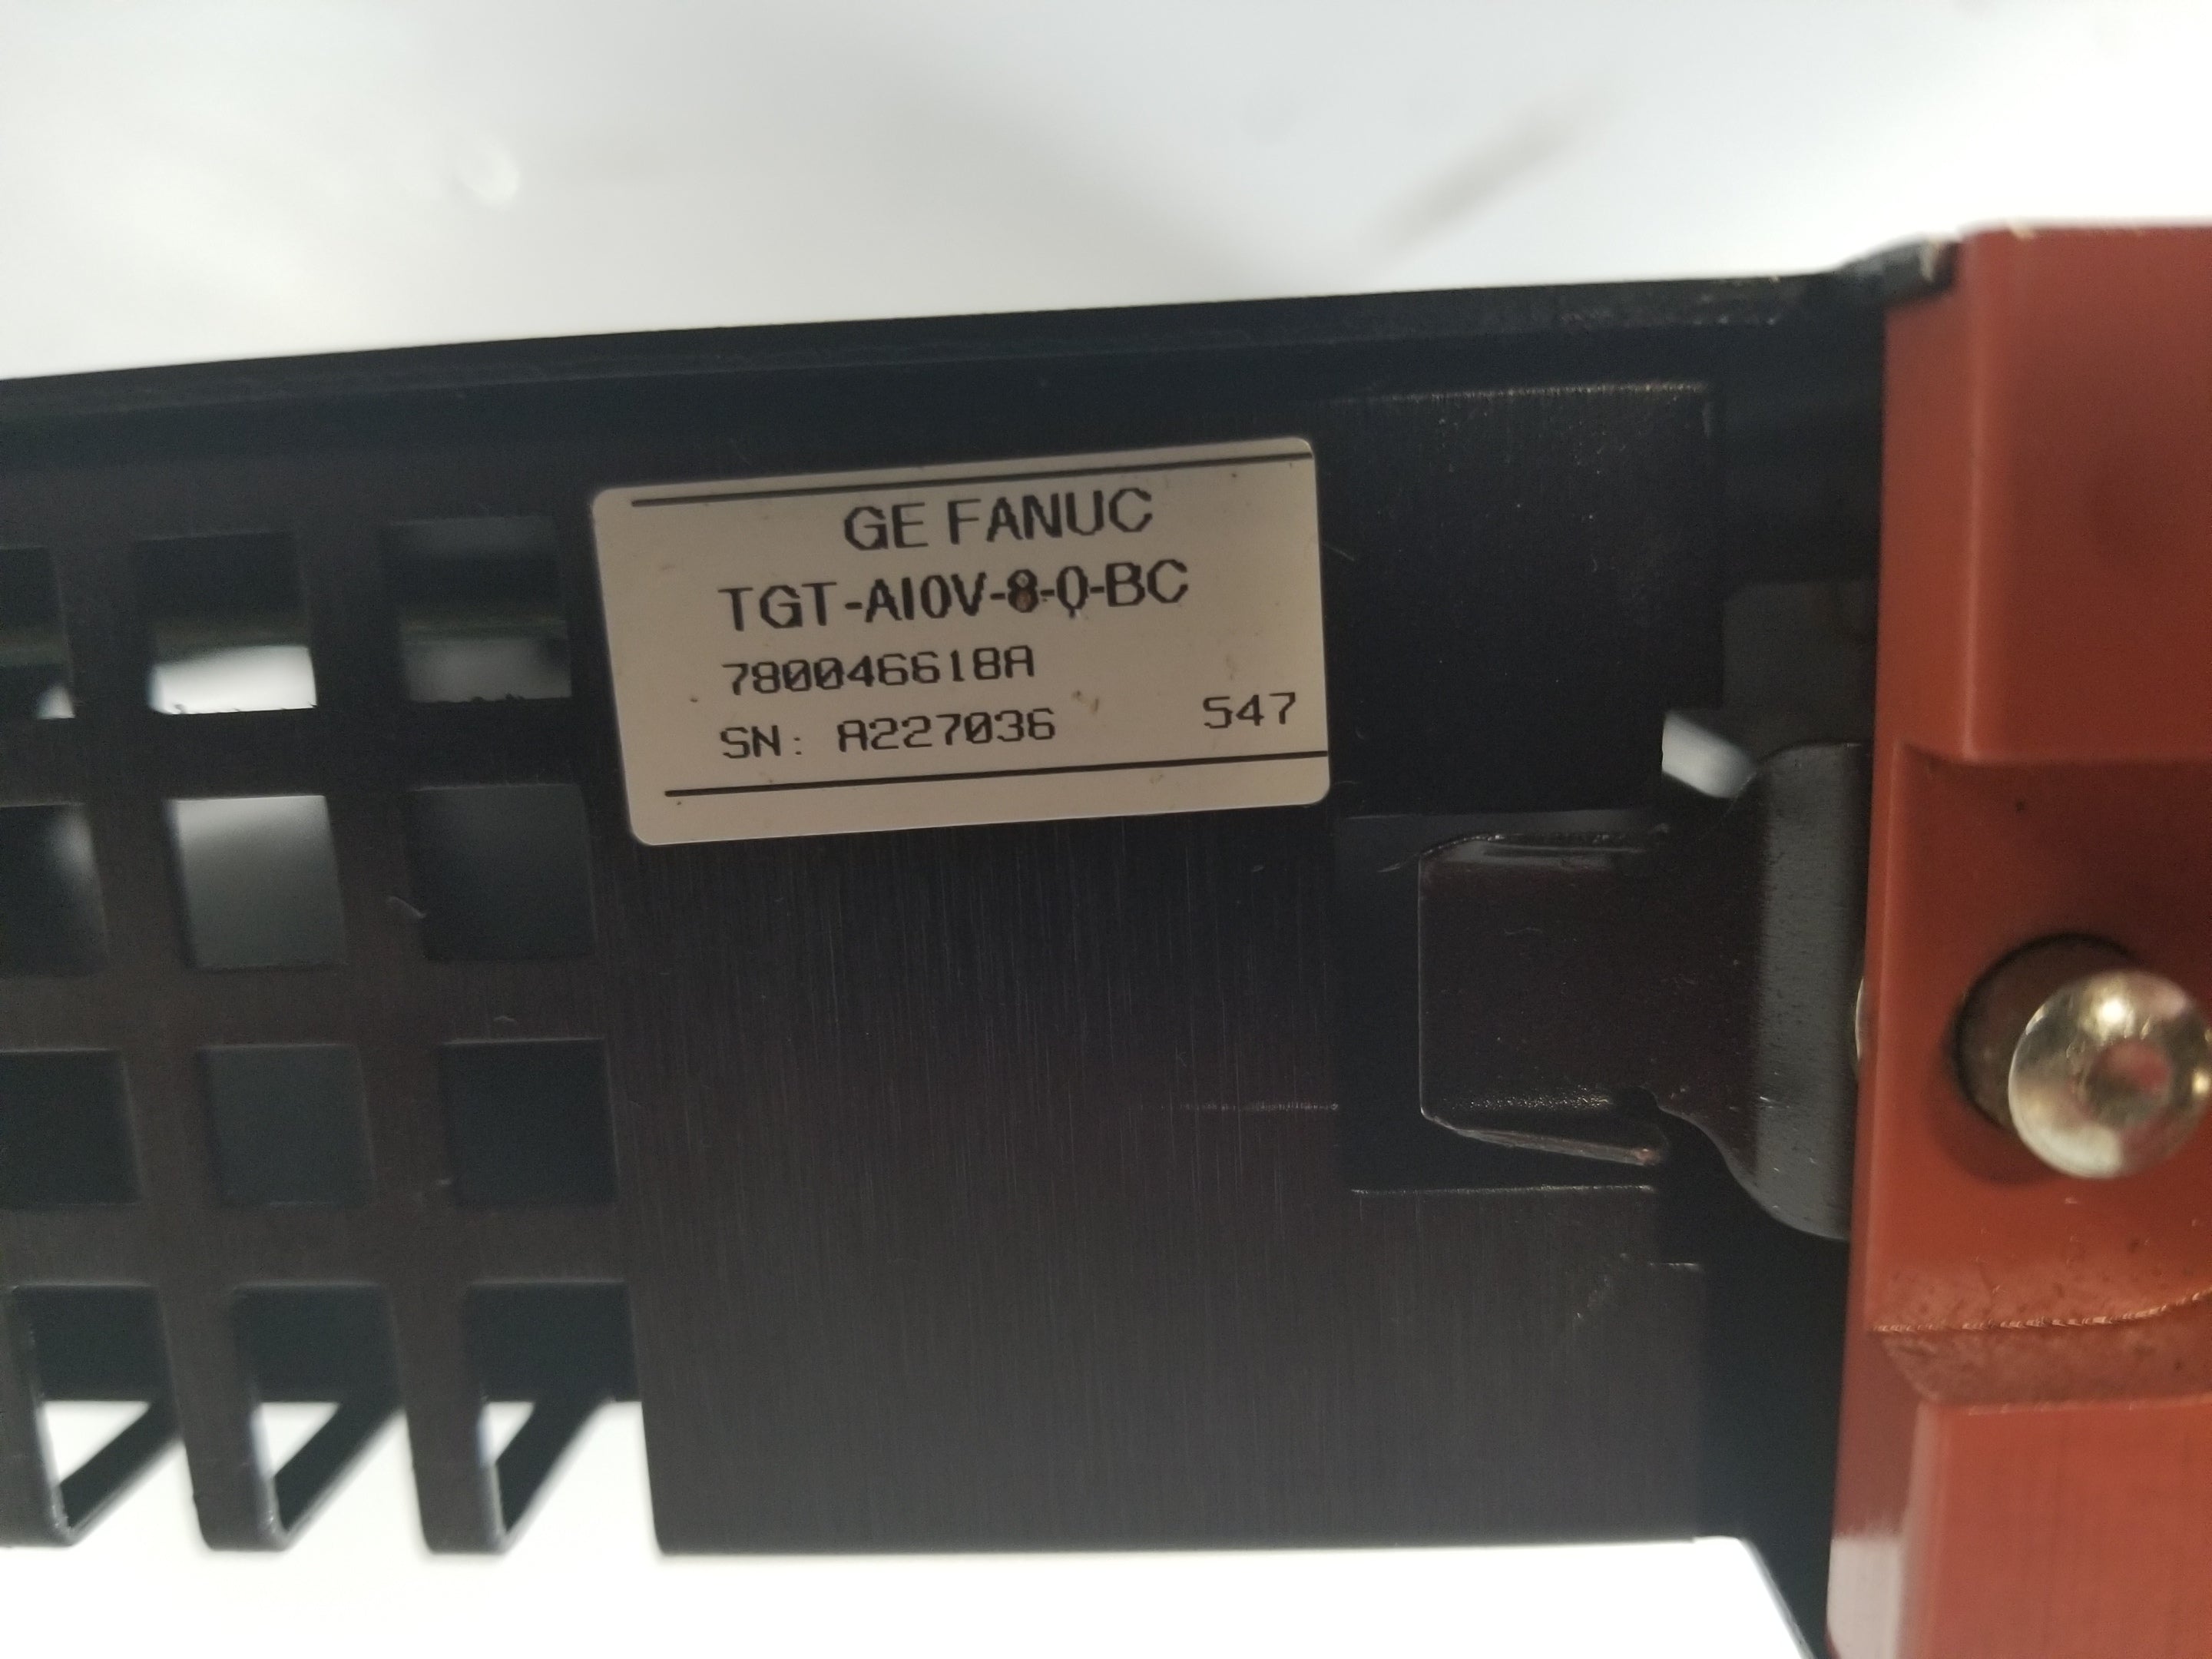 GE FANUC
TGT-AI0V-8-0-BC
780046618A
SN: A227036 547